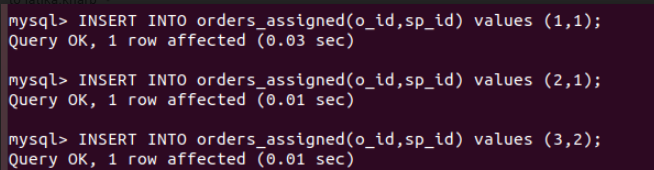 mysql> INSERT INTO orders_assigned(o_id,sp_id) values (1,1);
Query OK, 1 row affected (0.03 sec)
mysql> INSERT INTO orders_assigned(o_id,sp_id) values (2,1);
Query OK, 1 row affected (0.01 sec)
mysql> INSERT INTO orders_assigned(o_id,sp_id) values (3,2);
Query OK, 1 row affected (0.01 sec)